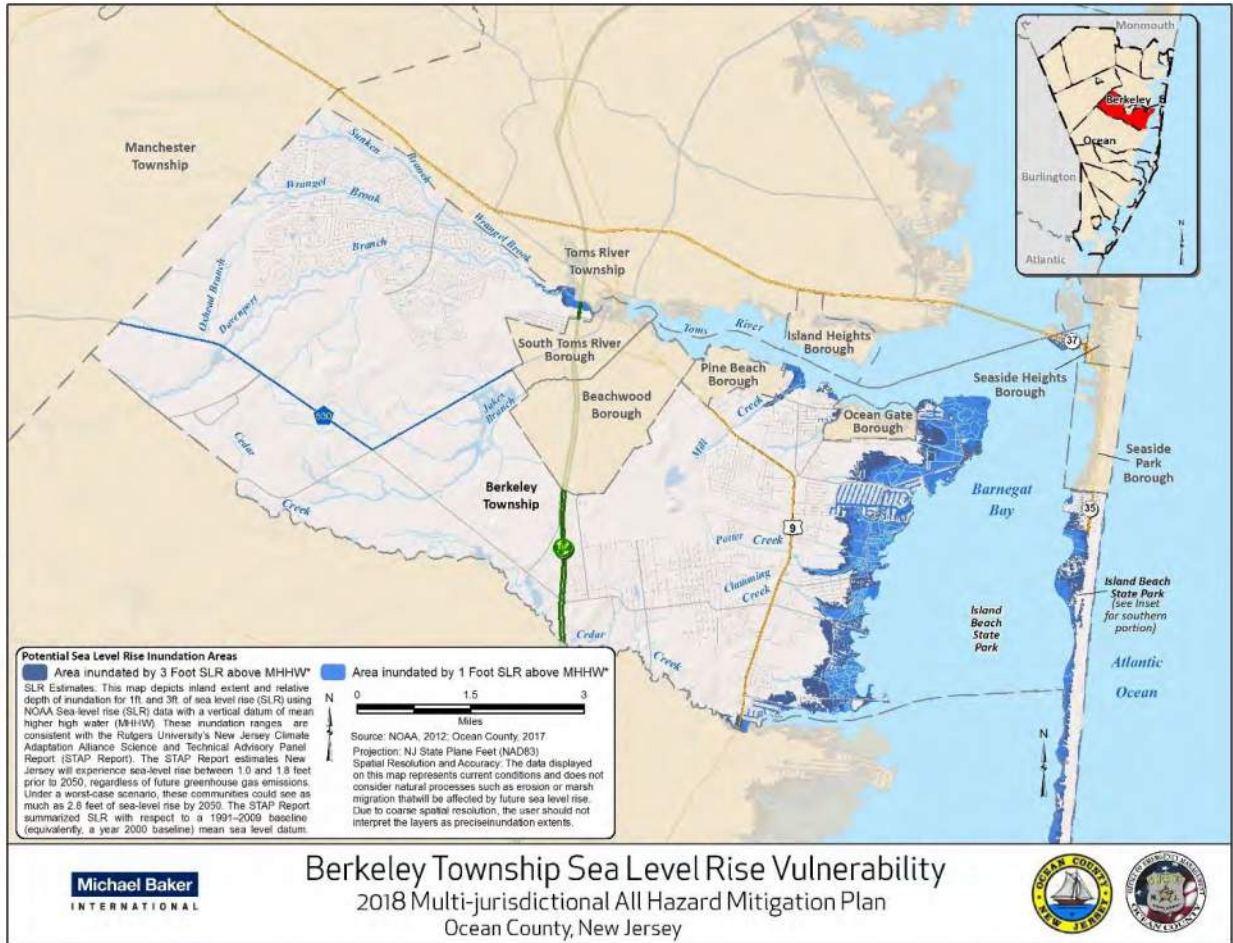 Monmouth
Berkeley
Ocean
Burlington
Atlantic
N
Manchester
Township
Sunken
Branch
Wrangel
Brook
Wrangel Brook
Branch
Davenport
Oxhead Branch
Toms River
Township
Toms River
Island Heights
Borough
37
South Toms River
Borough
Pine Beach
Borough
Seaside Heights
Borough
Beachwood
Borough
Jakes
Branch
Creek
Mill
Ocean Gate
Borough
530
Cedar
Creek
Seaside
Park
Borough
Berkeley
Township
Barnegat
Bay
35
9
Potter Creek
Clamming
Creek
Island Beach
State Park
(see Inset
for southern
portion)
Island
Beach
State
Park
Cedar
Creek
Atlantic
Ocean
N
Potential Sea Level Rise Inundation Areas
Area inundated by 3 Foot SLR above MHHW* Area inundated by 1 Foot SLR above MHHW*
SLR Estimates. This map depicts inland extent and relative
depth of inundation for 1ft. and 3ft. of sea level rise (SLR) using
NOAA Sea-level rise (SLR) data with a vertical datum of mean
higher high water (MHHW). These inundation ranges are
consistent with the Rutgers University's New Jersey Climate
Adaptation Alliance Science and Technical Advisory Panel
Report (STAP Report). The STAP Report estimates New
Jersey will experience sea-level rise between 1.0 and 1.8 feet
prior to 2050, regardless of future greenhouse gas emissions.
Under a worst-case scenario, these communities could see as
much as 2.8 feet of sea-level rise by 2050. The STAP Report
summarized SLR with respect to a 1991–2009 baseline
(equivalently, a year 2000 baseline) mean sea level datum.
N
0 1.5 3
Miles
Source: NOAA, 2012; Ocean County, 2017
Projection: NJ State Plane Feet (NAD83)
Spatial Resolution and Accuracy: The data displayed
on this map represents current conditions and does not
consider natural processes such as erosion or marsh
migration thatwill be affected by future sea level rise.
Due to coarse spatial resolution, the user should not
interpret the layers as preciseinundation extents.
Michael Baker
INTERNATIONAL
Berkeley Township Sea Level Rise Vulnerability
2018 Multi-jurisdictional All Hazard Mitigation Plan
Ocean County, New Jersey
OCEAN COUNTY
NEW JERSEY
OCEAN COUNTY